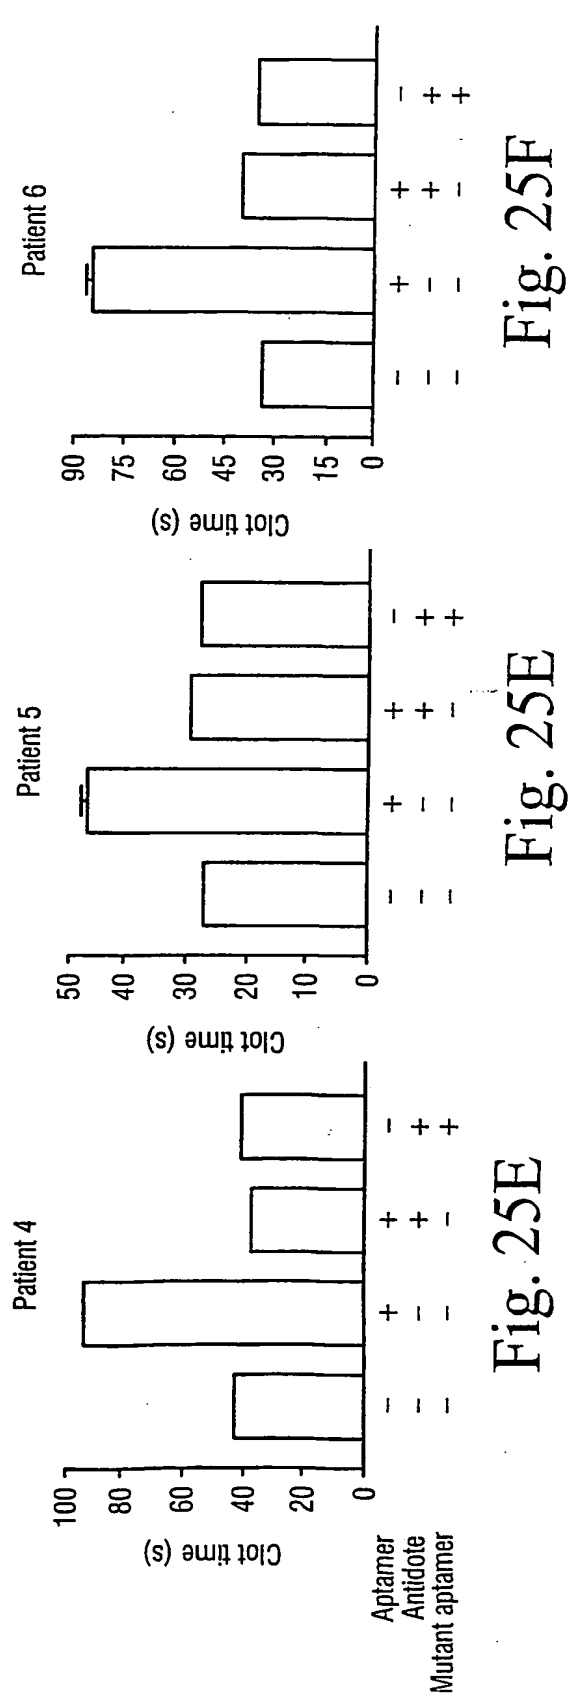 Patient 4
Clot time (s)
100
80
60
40
20
0
Aptamer − + + −
Antidote − − + +
Mutant aptamer − − − +
Fig. 25E
Patient 5
Clot time (s)
50
40
30
20
10
0
− + + −
− − + +
− − − +
Fig. 25E
Patient 6
Clot time (s)
90
75
60
45
30
15
0
− + + −
− − + +
− − − +
Fig. 25F